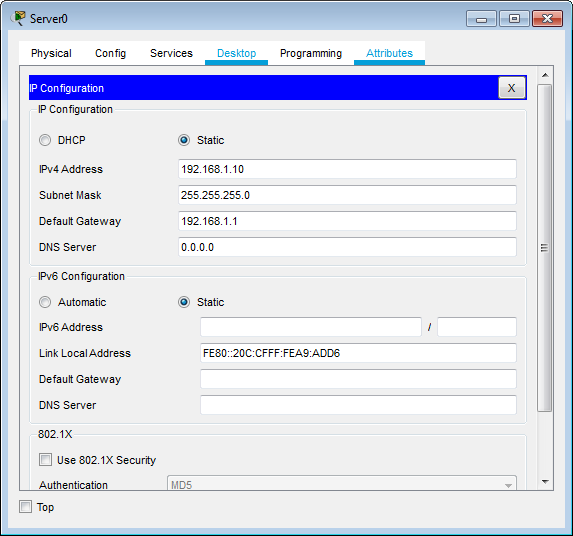 Server0
Physical Config Services Desktop Programming Attributes
IP Configuration X
IP Configuration
DHCP Static
IPv4 Address 192.168.1.10
Subnet Mask 255.255.255.0
Default Gateway 192.168.1.1
DNS Server 0.0.0.0
IPv6 Configuration
Automatic Static
IPv6 Address /
Link Local Address FE80::20C:CFFF:FEA9:ADD6
Default Gateway
DNS Server
802.1X
Use 802.1X Security
Authentication MD5
Top